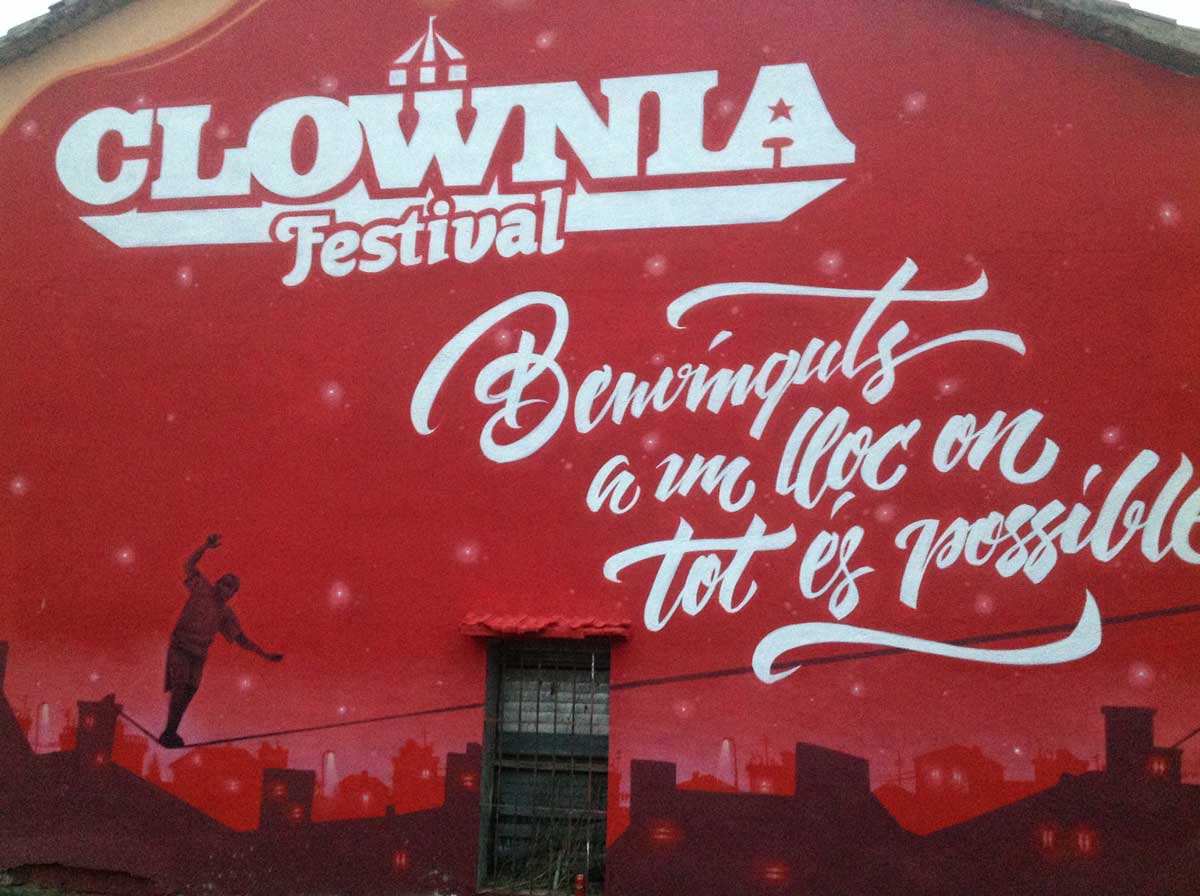 CLOWNIA
Festival
Benvinguts
a un lloc on
tot és possible